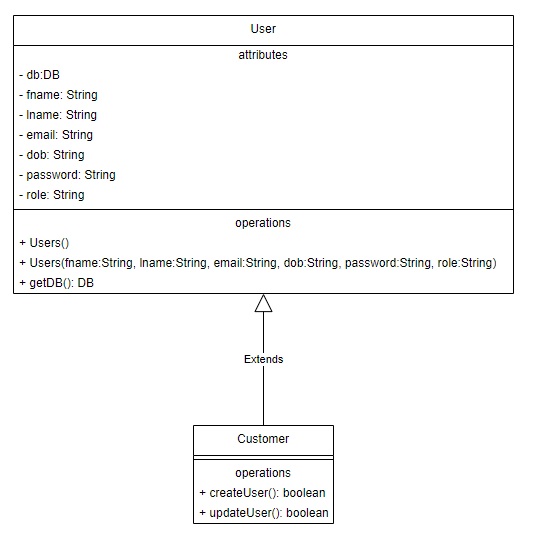 User
attributes
- db:DB
- fname: String
- lname: String
- email: String
- dob: String
- password: String
- role: String
operations
+ Users()
+ Users(fname:String, lname:String, email:String, dob:String, password:String, role:String)
+ getDB(): DB
Extends
Customer
operations
+ createUser(): boolean
+ updateUser(): boolean